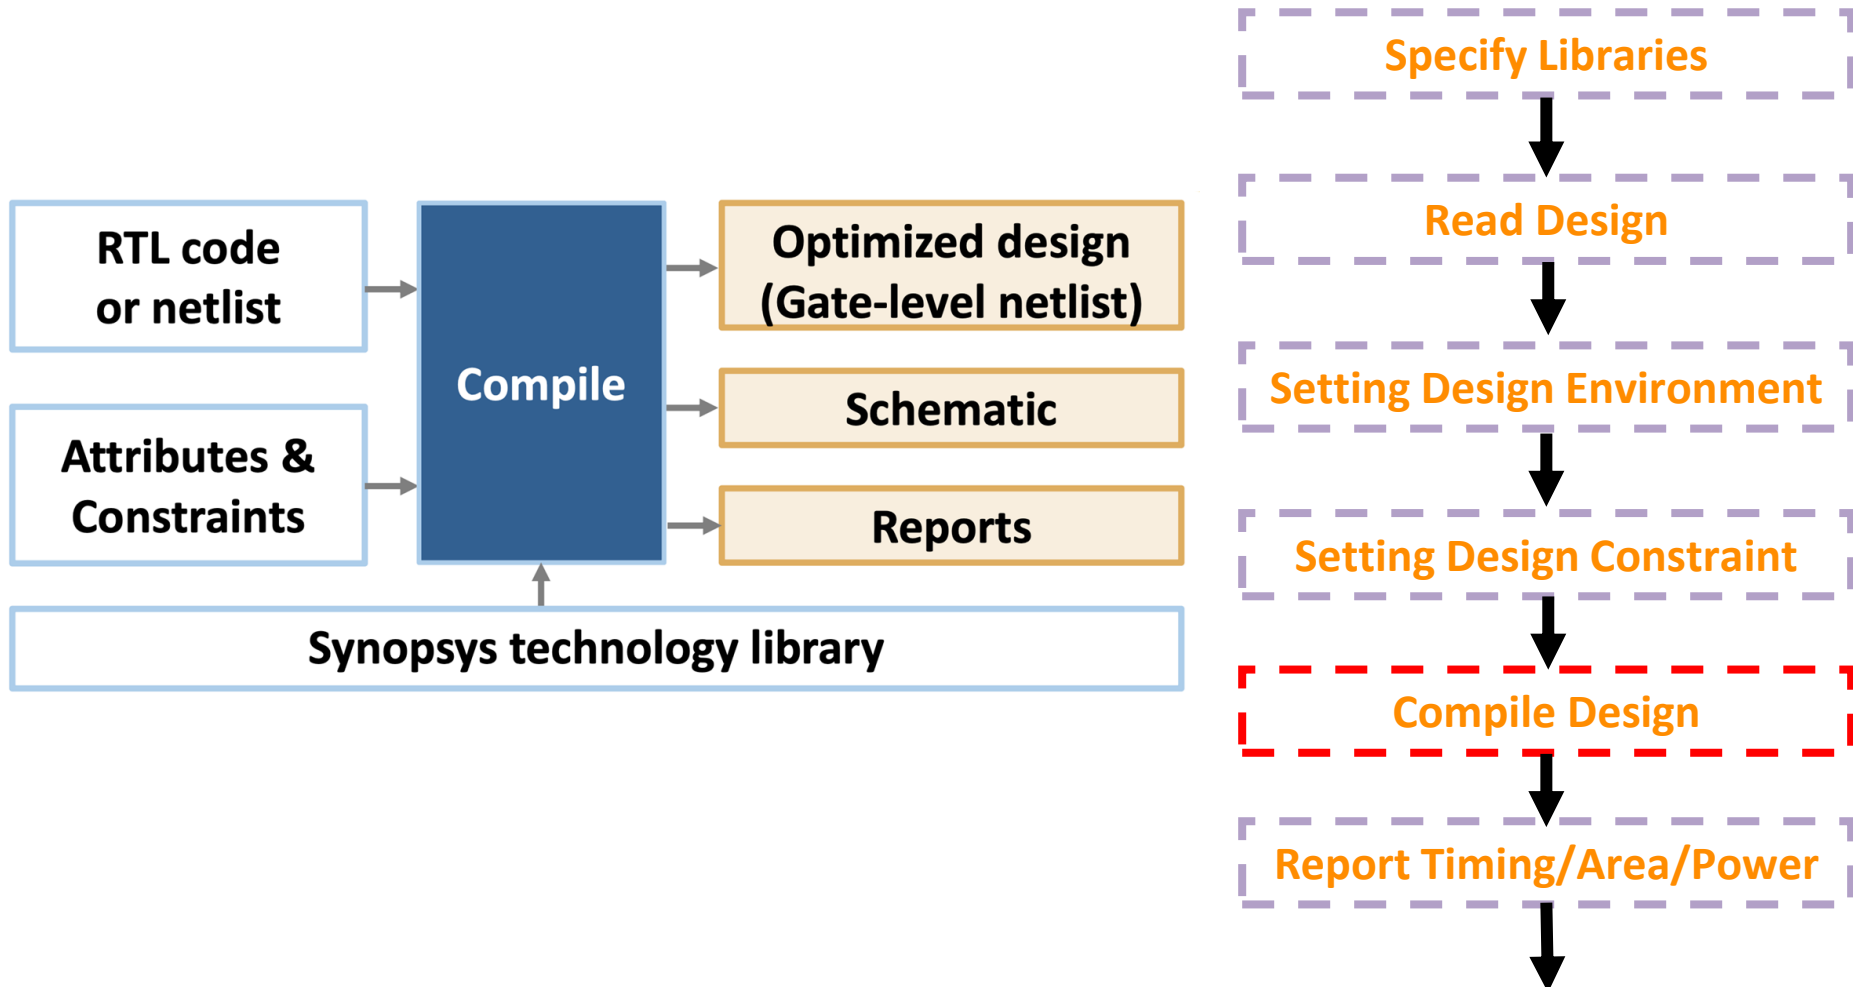 RTL code
or netlist
Attributes &
Constraints
Compile
Optimized design
(Gate-level netlist)
Schematic
Reports
Synopsys technology library
Specify Libraries
Read Design
Setting Design Environment
Setting Design Constraint
Compile Design
Report Timing/Area/Power